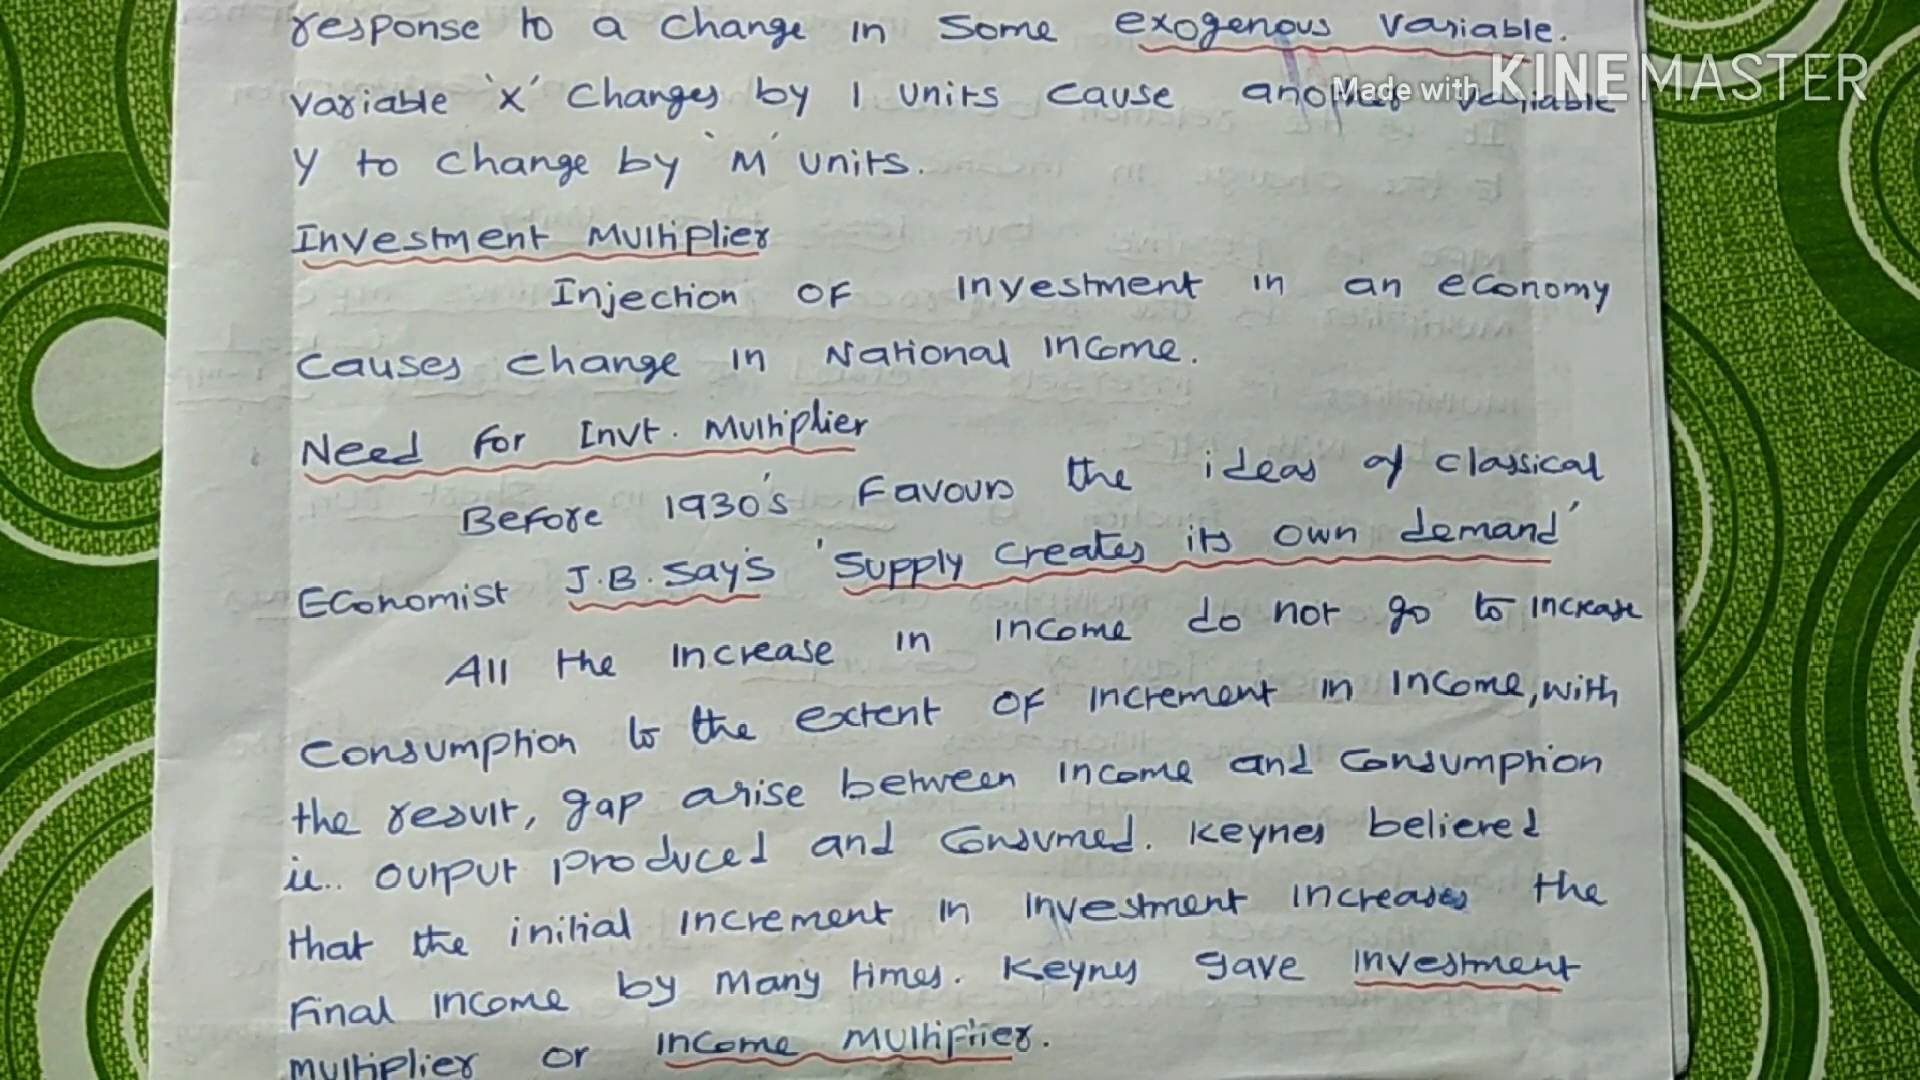 response to a change in some exogenous variable.
Made with KINEMASTER
variable 'x' changes by 1 units cause another variable
y to change by 'M' units.
Investment Multiplier
Injection of investment in an economy
causes change in National income.
Need for Invt. Multiplier
Before 1930's Favours the ideas of classical
Economist J.B. Say's 'Supply creates its own demand'
All the increase in income do not go to increase
consumption to the extent of increment in income, with
the result, gap arise between income and consumption
ie.. output produced and consumed. Keynes believed
that the initial increment in investment increases the
final income by many times. Keynes gave investment
multiplier or income multiplier.